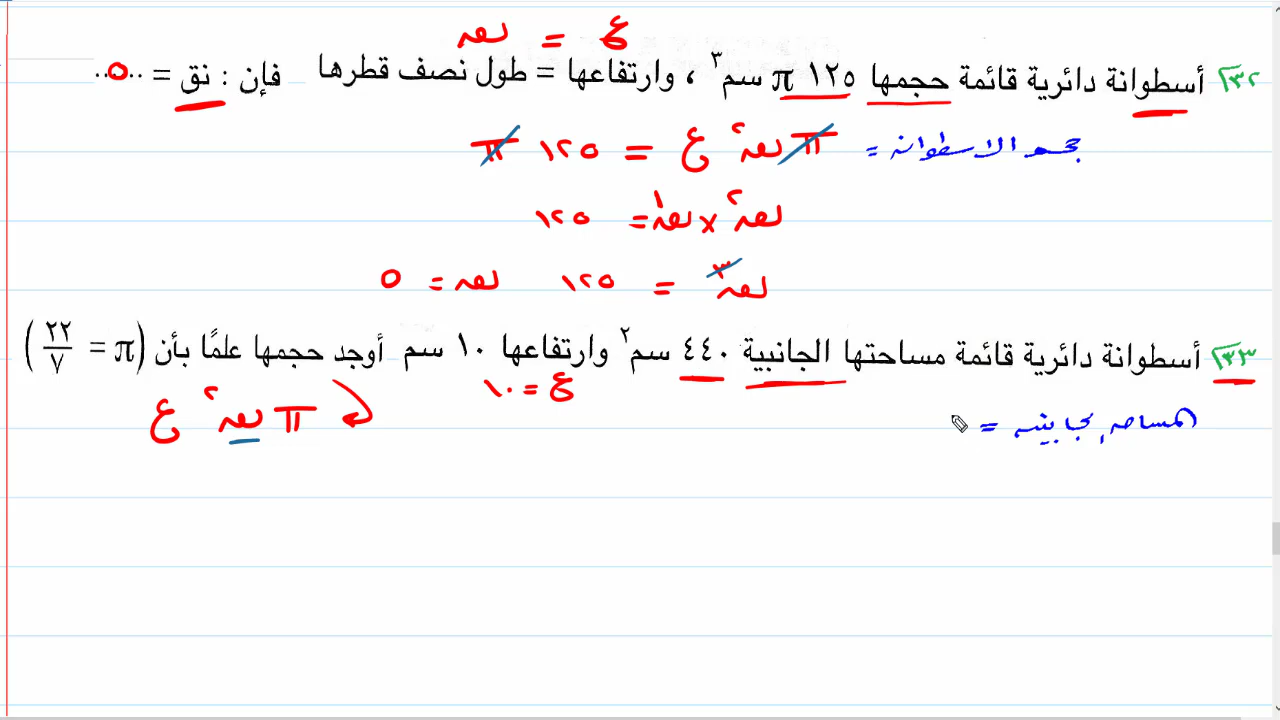 ع = نق
٣٢ أسطوانة دائرية قائمة حجمها ١٢٥ π سم٣ ، وارتفاعها = طول نصف قطرها فإن : نق = ..٥...
حجم الاسطوانة = π نق٢ ع = ١٢٥ π
نق٢ × نق١ = ١٢٥
نق٣ = ١٢٥ نق = ٥
٣٣ أسطوانة دائرية قائمة مساحتها الجانبية ٤٤٠ سم٢ وارتفاعها ١٠ سم أوجد حجمها علمًا بأن (π = ٢٢/٧)
ع = ١٠
π نق٢ ع
المساحة الجانبية =